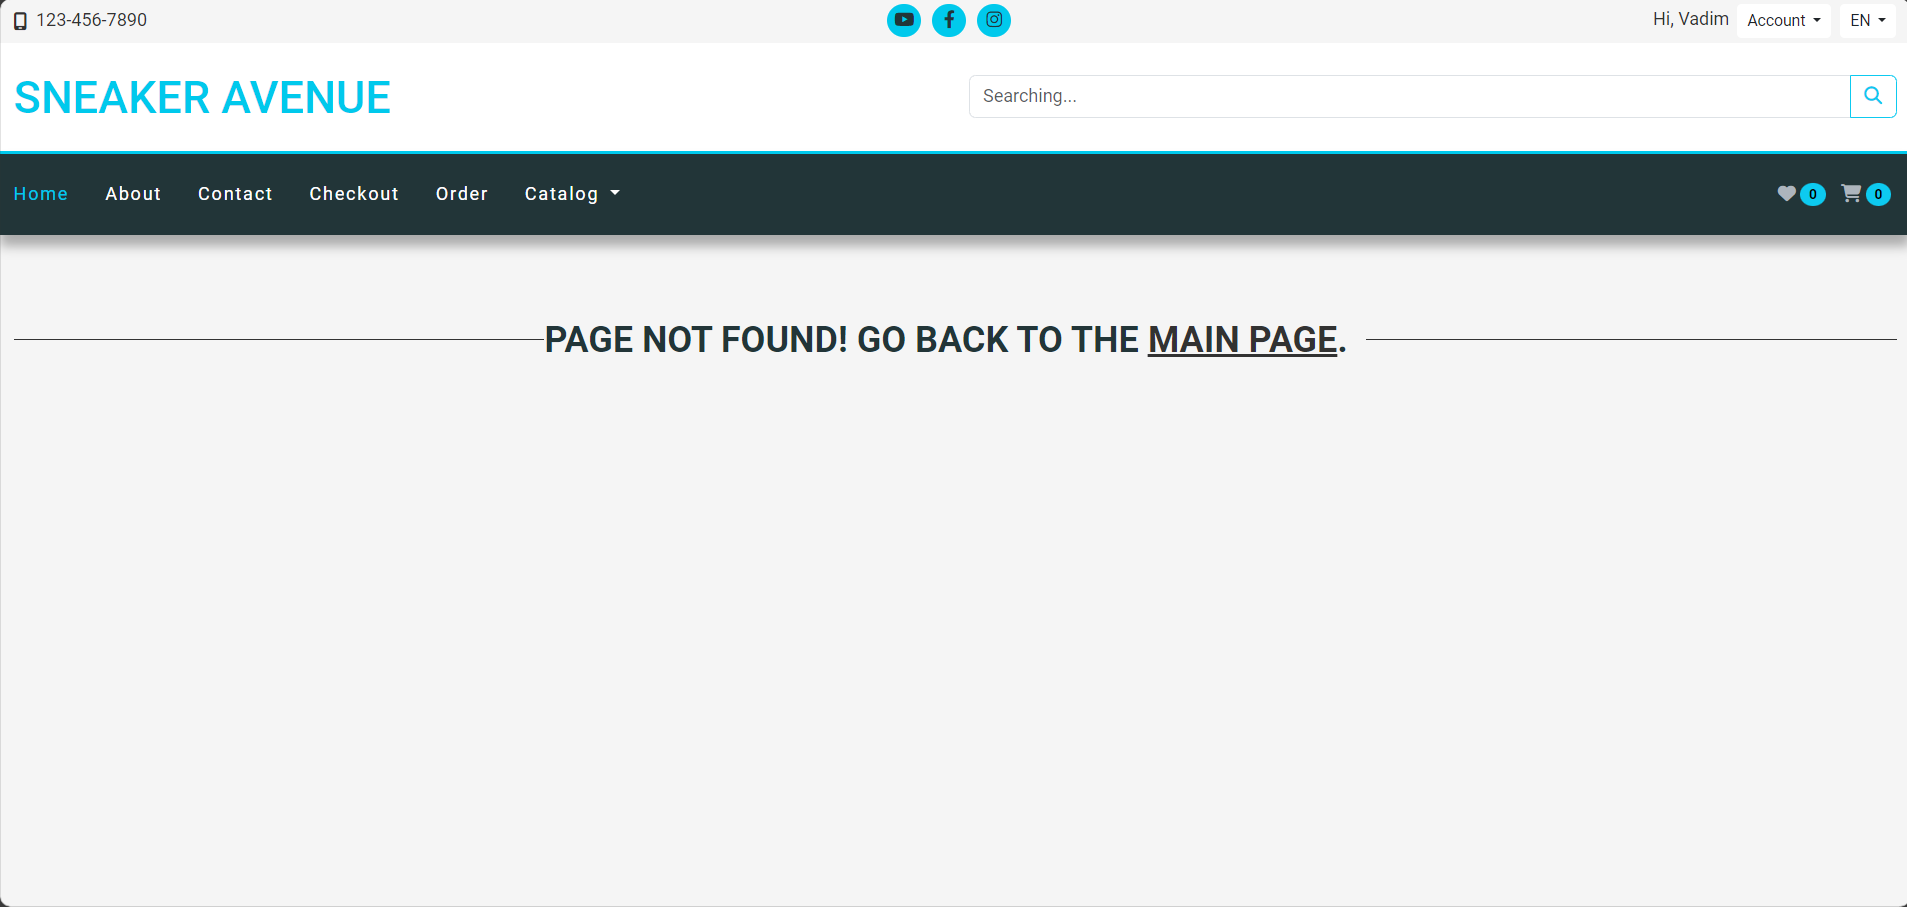 123-456-7890
Hi, Vadim Account EN
SNEAKER AVENUE
Searching...
Home About Contact Checkout Order Catalog 0 0
PAGE NOT FOUND! GO BACK TO THE MAIN PAGE.